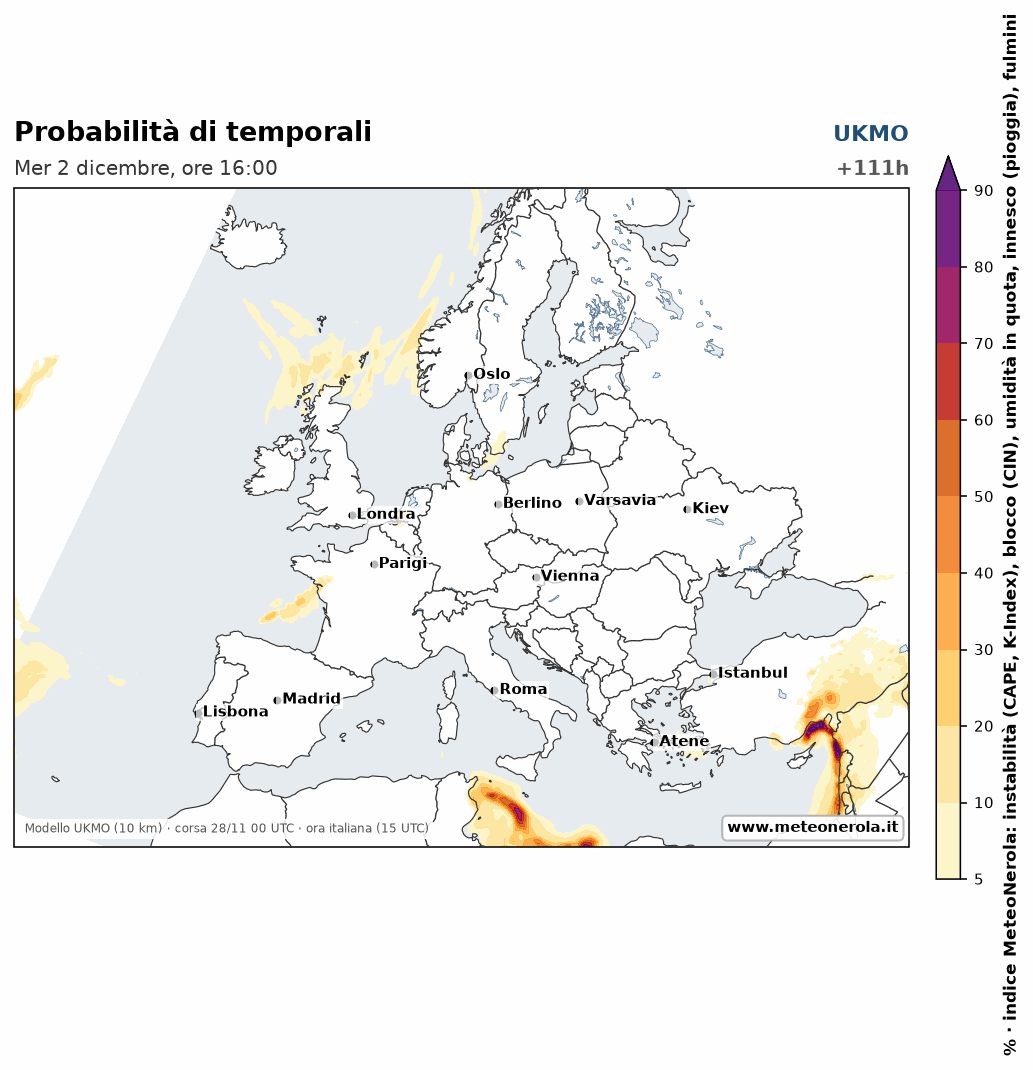 Probabilità di temporali
UKMO
Mer 2 dicembre, ore 16:00
+111h
Oslo
Londra
Berlino
Varsavia
Kiev
Parigi
Vienna
Istanbul
Roma
Madrid
Lisbona
Atene
Modello UKMO (10 km) · corsa 28/11 00 UTC · ora italiana (15 UTC)
www.meteonerola.it
90
80
70
60
50
40
30
20
10
5
% · indice MeteoNerola: instabilità (CAPE, K-Index), blocco (CIN), umidità in quota, innesco (pioggia), fulmini